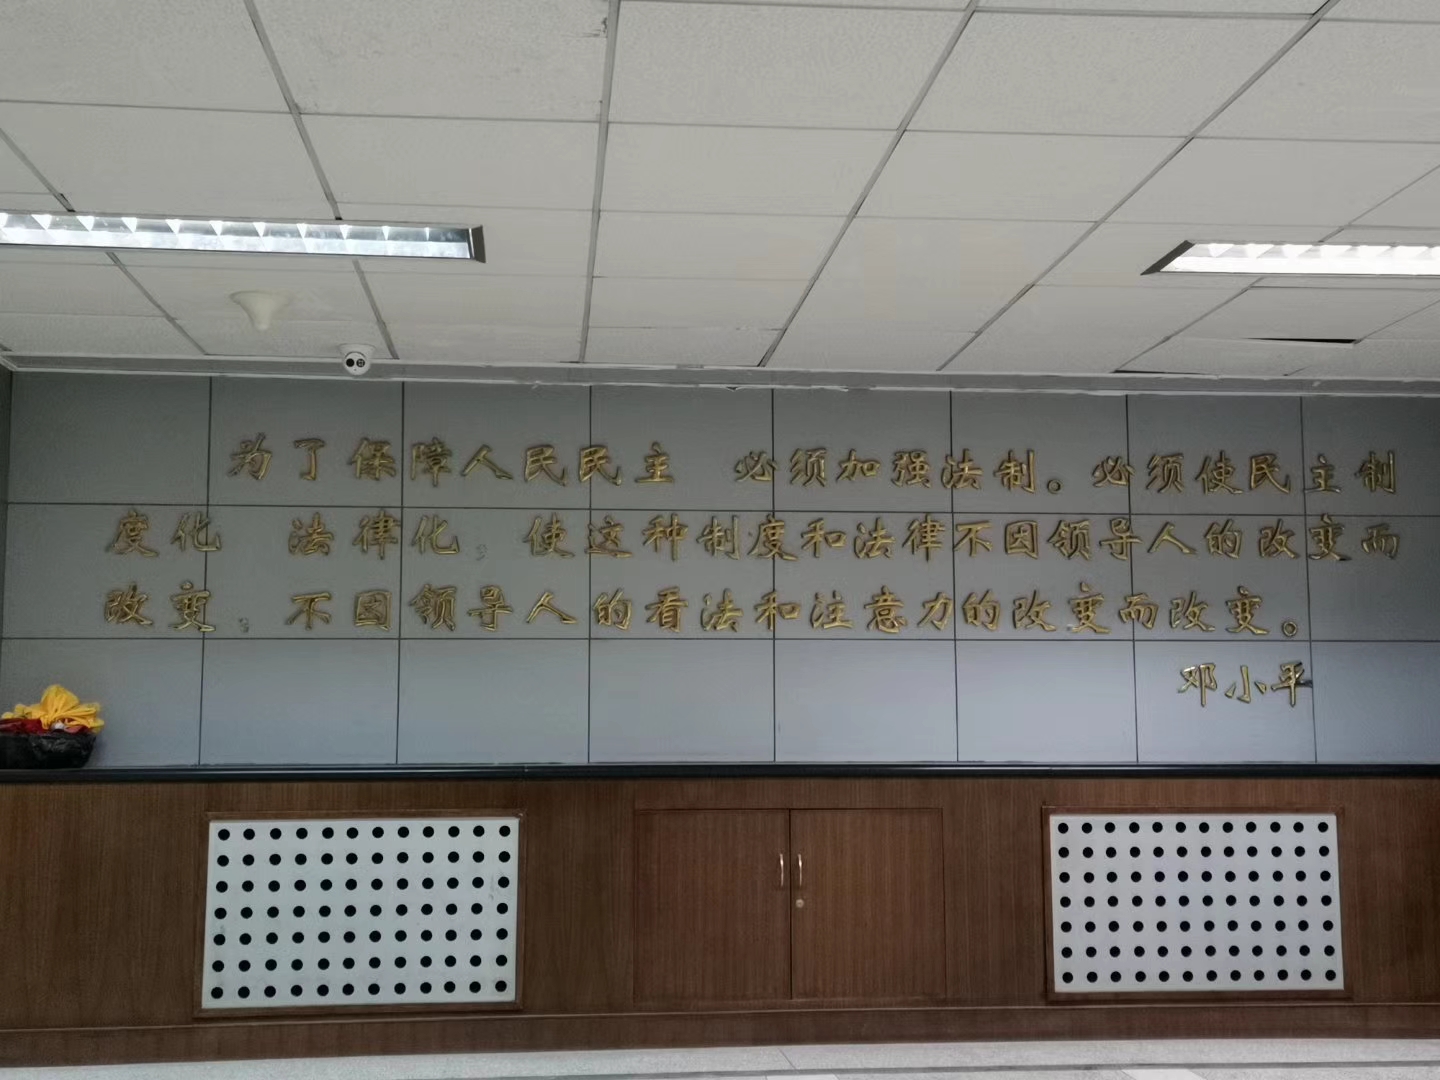 为了保障人民民主 必须加强法制。必须使民主制
度化 法律化，使这种制度和法律不因领导人的改变而
改变，不因领导人的看法和注意力的改变而改变。
邓小平